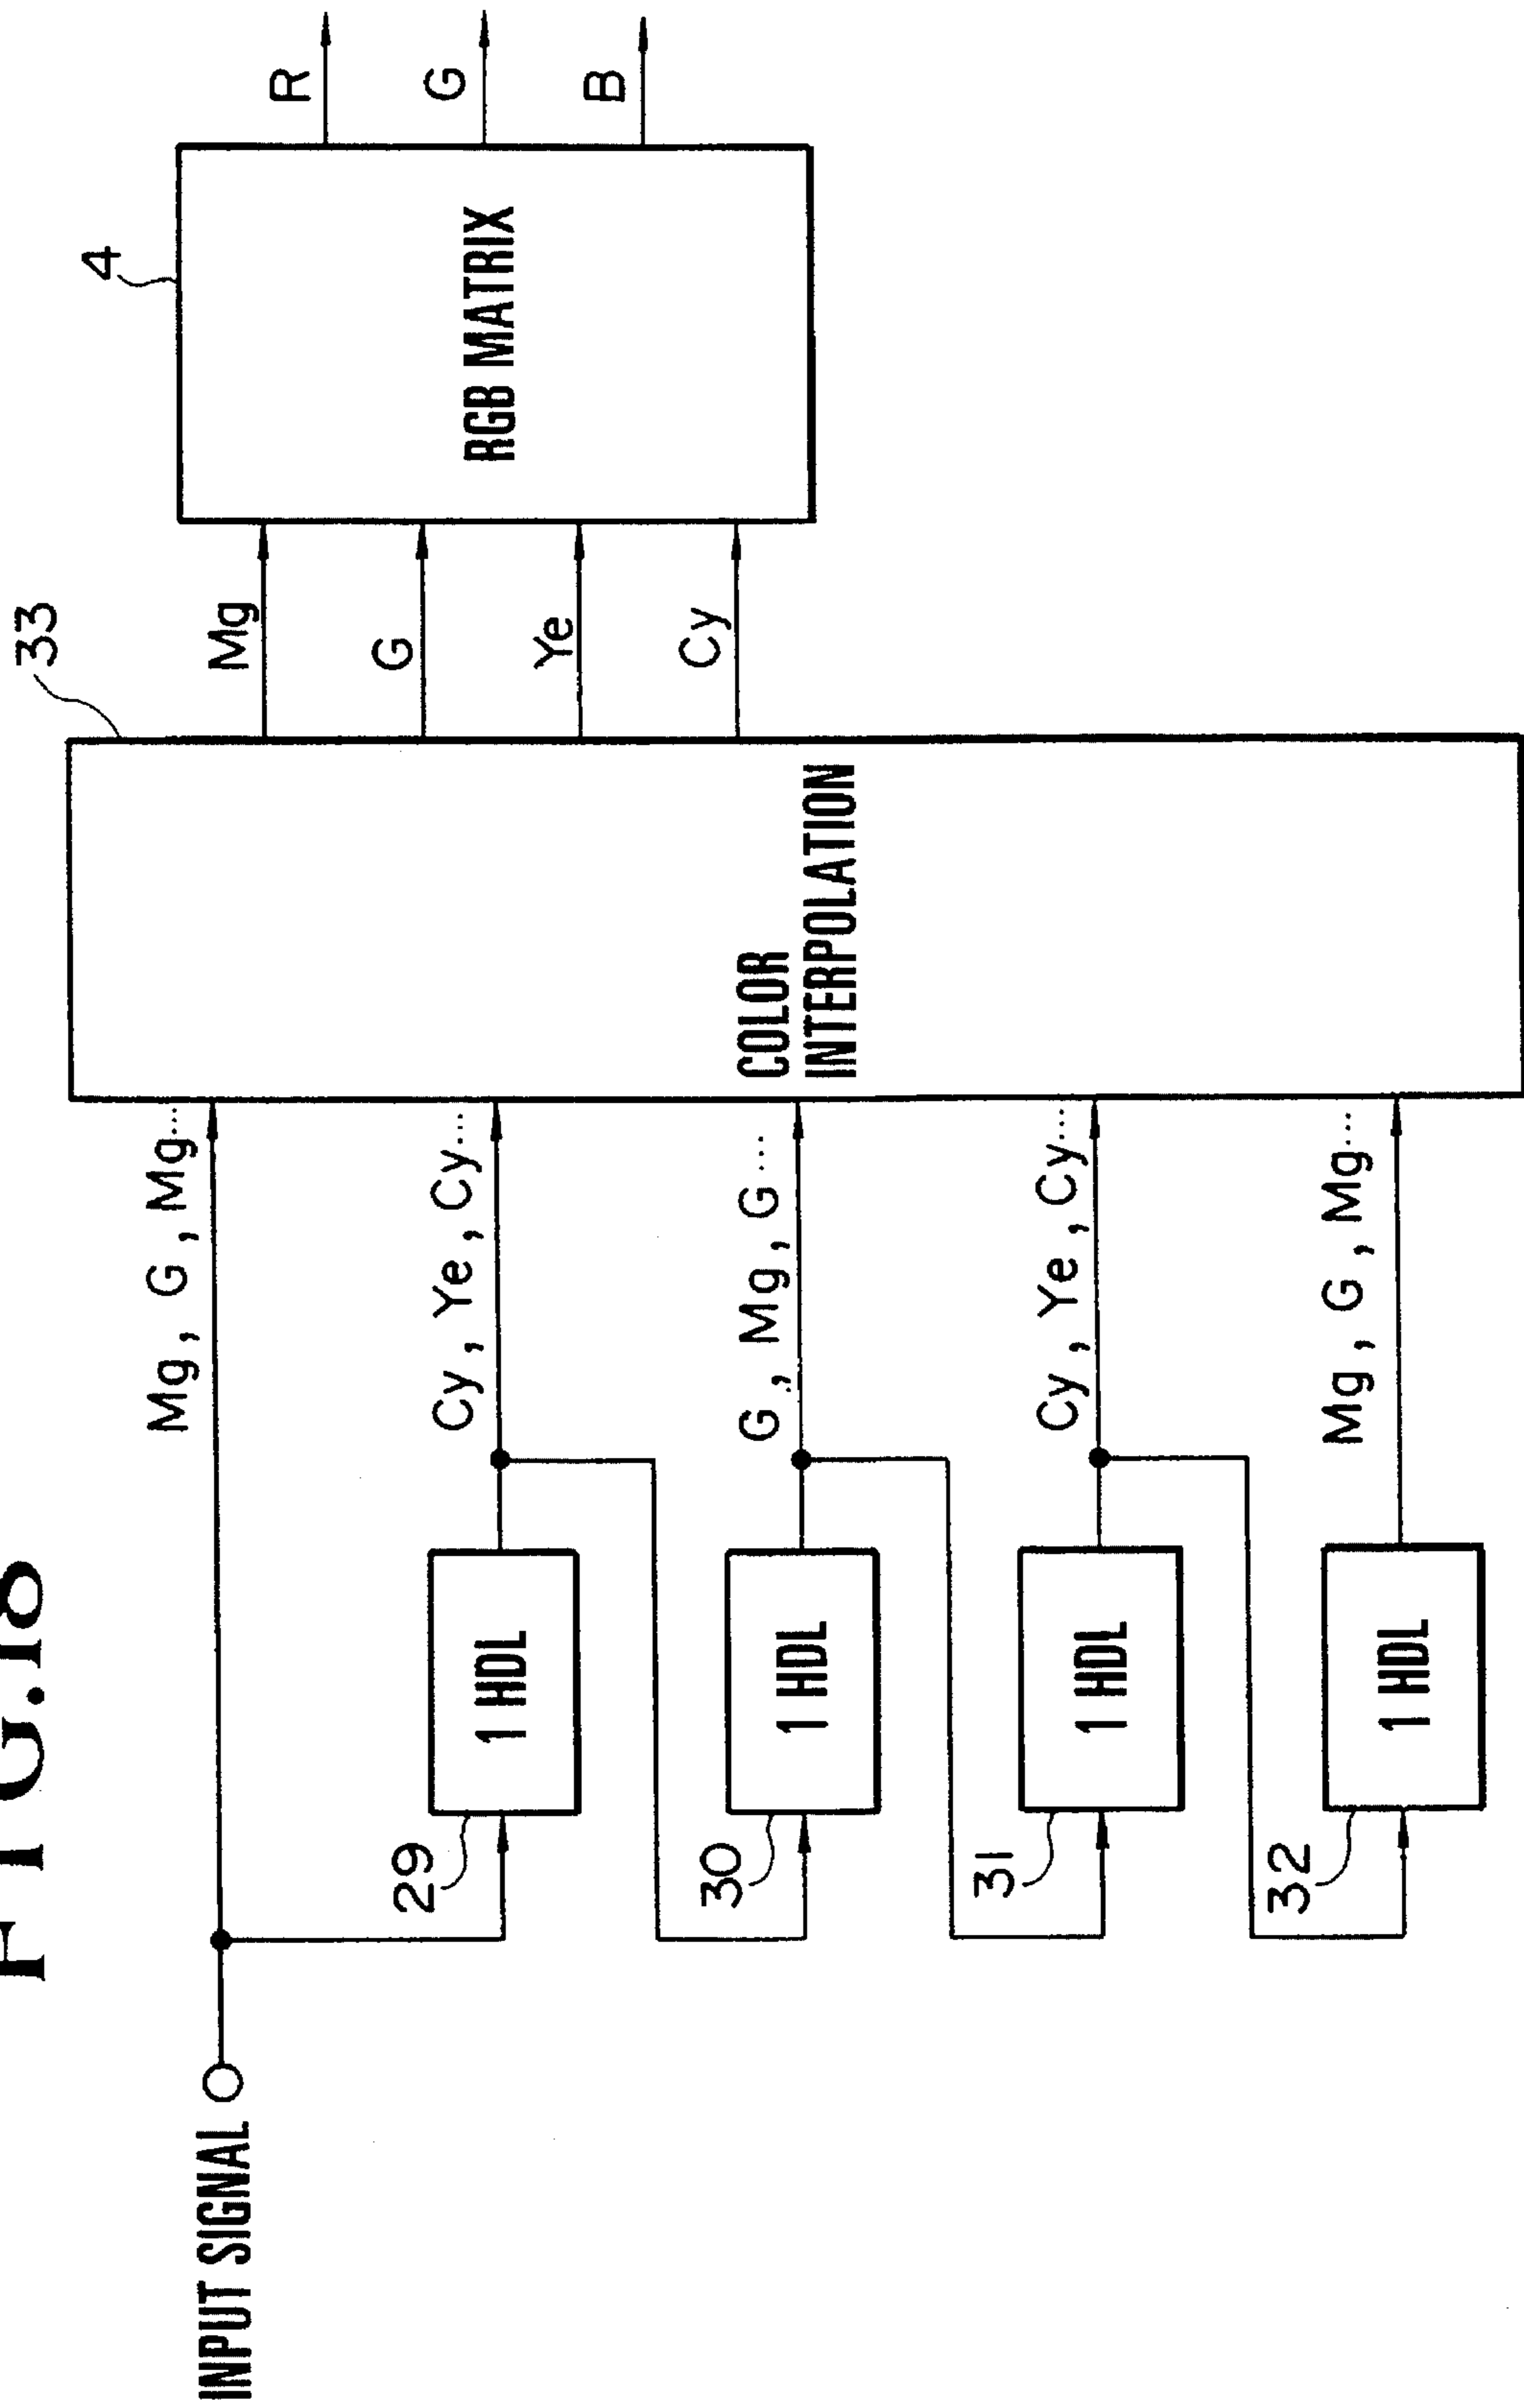 FIG.18
INPUT SIGNAL
29
1 HDL
30
1 HDL
31
1 HDL
32
1 HDL
Mg, G, Mg...
Cy, Ye, Cy...
G, Mg, G...
Cy, Ye, Cy...
Mg, G, Mg...
33
COLOR
INTERPOLATION
Mg
G
Ye
Cy
4
RGB MATRIX
R
G
B